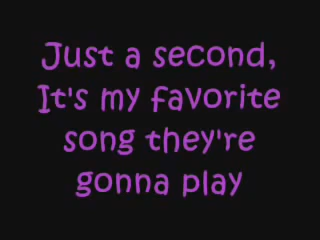 Just a second,
It's my favorite
song they're
gonna play